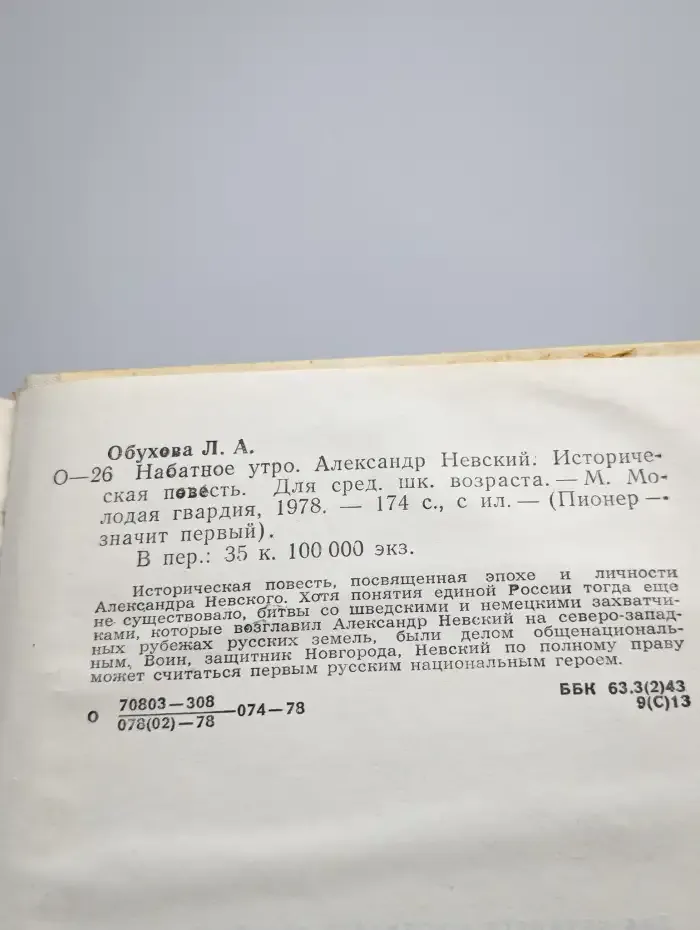 Обухова Л. А.
О—26 Набатное утро. Александр Невский. Историче-
ская повесть. Для сред. шк. возраста. — М. Мо-
лодая гвардия, 1978. — 174 с., с ил. — (Пионер —
значит первый).
В пер.: 35 к. 100 000 экз.
Историческая повесть, посвященная эпохе и личности
Александра Невского. Хотя понятия единой России тогда еще
не существовало, битвы со шведскими и немецкими захватчи-
ками, которые возглавил Александр Невский на северо-запад-
ных рубежах русских земель, были делом общенациональ-
ным. Воин, защитник Новгорода, Невский по полному праву
может считаться первым русским национальным героем.
О 70803—308
078(02)—78 —074—78
ББК 63.3(2)43
9(С)13